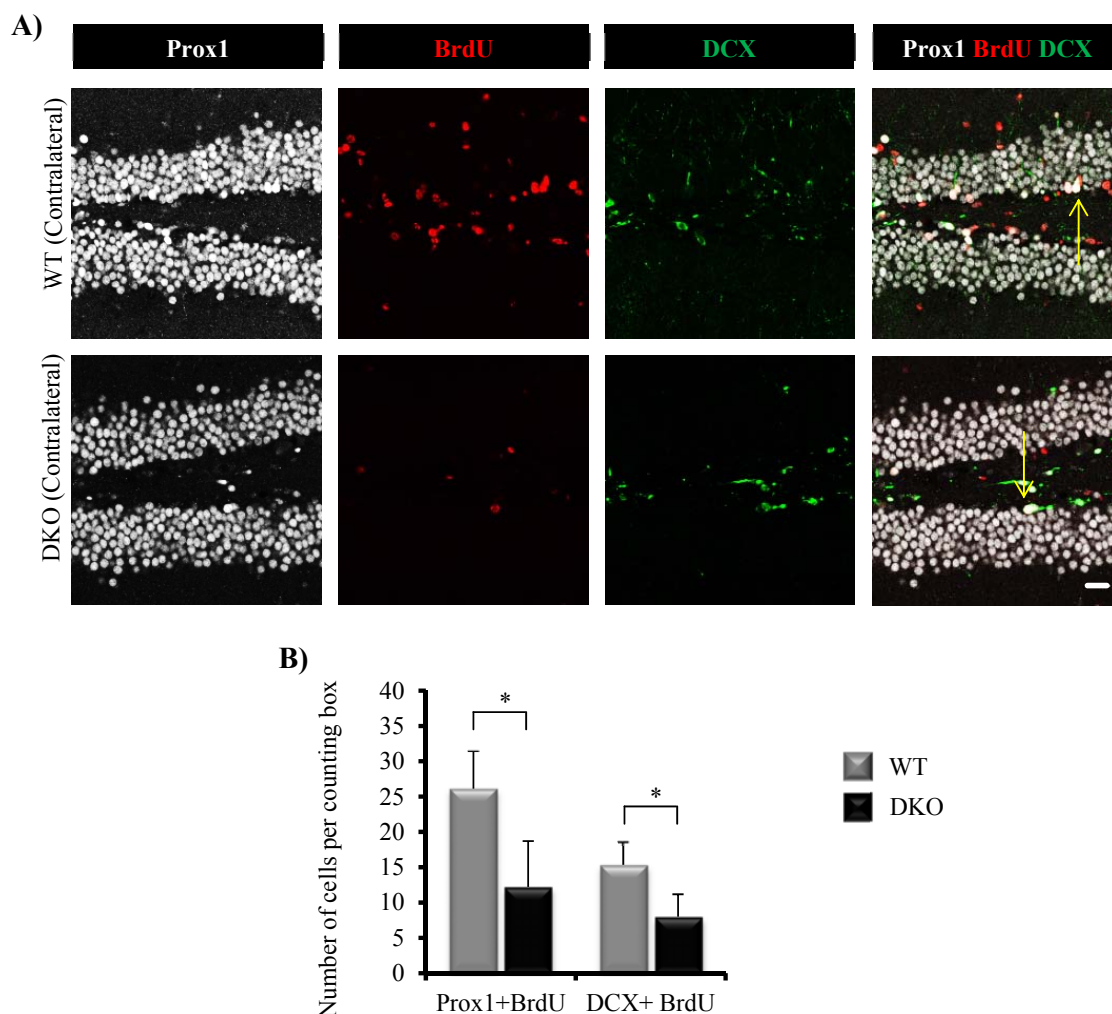 A)
Prox1
BrdU
DCX
Prox1 BrdU DCX
WT (Contralateral)
DKO (Contralateral)
B)
Number of cells per counting box
40
35
30
25
20
15
10
5
0
*
*
Prox1+BrdU
DCX+ BrdU
WT
DKO